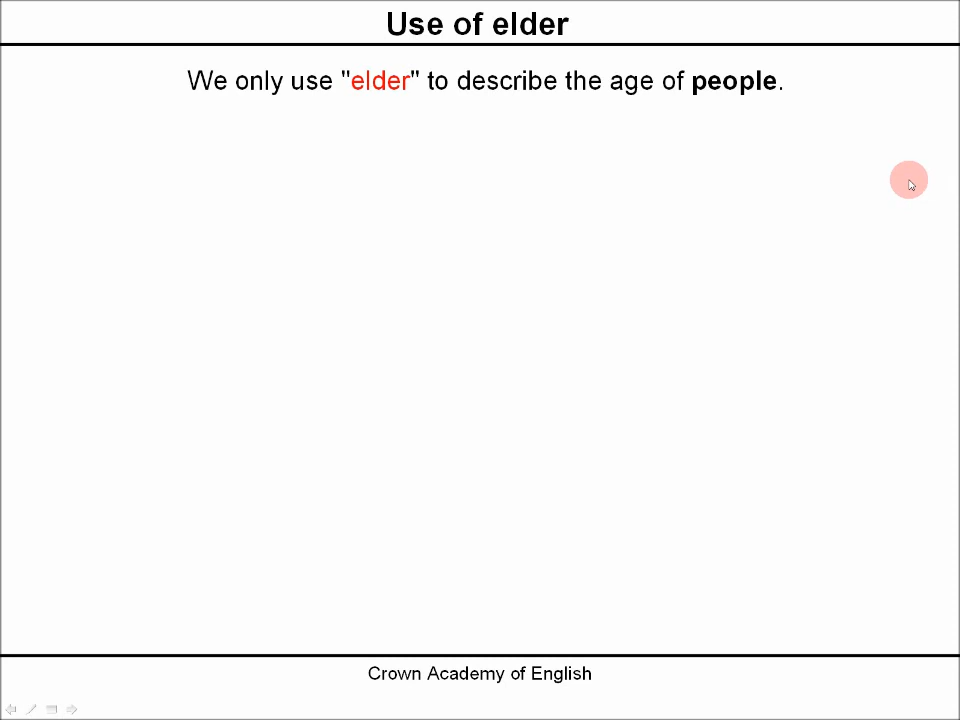 Use of elder
We only use "elder" to describe the age of people.
Crown Academy of English